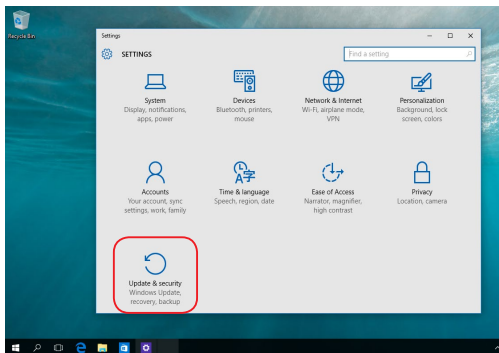 Recycle Bin
Settings
SETTINGS
Find a setting
System
Display, notifications,
apps, power
Devices
Bluetooth, printers,
mouse
Network & Internet
Wi-Fi, airplane mode,
VPN
Personalization
Background, lock
screen, colors
Accounts
Your account, sync
settings, work, family
Time & language
Speech, region, date
Ease of Access
Narrator, magnifier,
high contrast
Privacy
Location, camera
Update & security
Windows Update,
recovery, backup